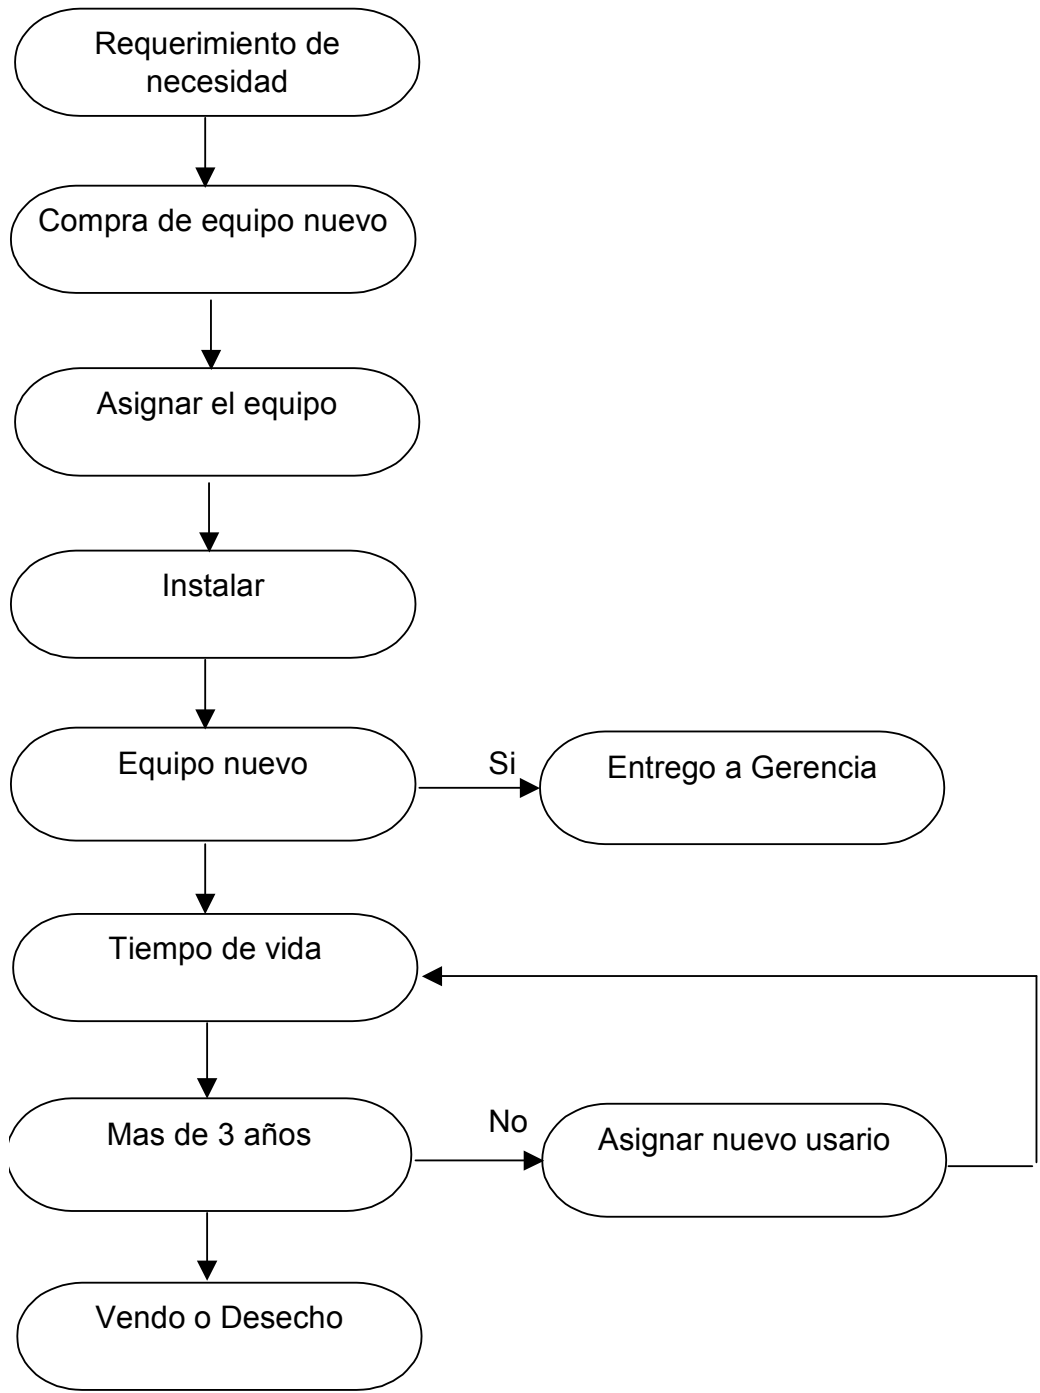 Requerimiento de
necesidad
Compra de equipo nuevo
Asignar el equipo
Instalar
Equipo nuevo
Si
Entrego a Gerencia
Tiempo de vida
Mas de 3 años
No
Asignar nuevo usario
Vendo o Desecho